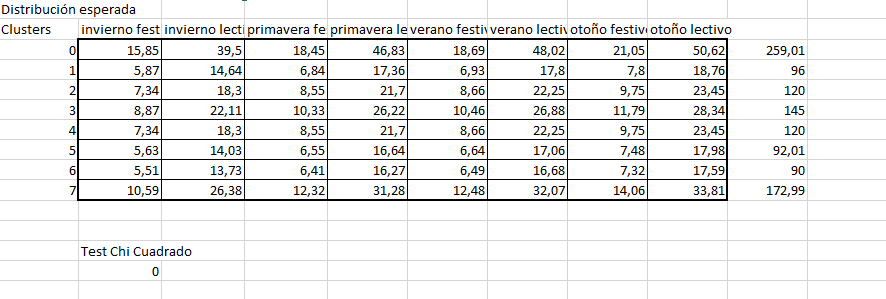 Distribución esperada
Clusters invierno fest invierno lecti primavera fe primavera le verano festiv verano lectiv otoño festivo otoño lectivo
0 15,85 39,5 18,45 46,83 18,69 48,02 21,05 50,62 259,01
1 5,87 14,64 6,84 17,36 6,93 17,8 7,8 18,76 96
2 7,34 18,3 8,55 21,7 8,66 22,25 9,75 23,45 120
3 8,87 22,11 10,33 26,22 10,46 26,88 11,79 28,34 145
4 7,34 18,3 8,55 21,7 8,66 22,25 9,75 23,45 120
5 5,63 14,03 6,55 16,64 6,64 17,06 7,48 17,98 92,01
6 5,51 13,73 6,41 16,27 6,49 16,68 7,32 17,59 90
7 10,59 26,38 12,32 31,28 12,48 32,07 14,06 33,81 172,99
Test Chi Cuadrado
0